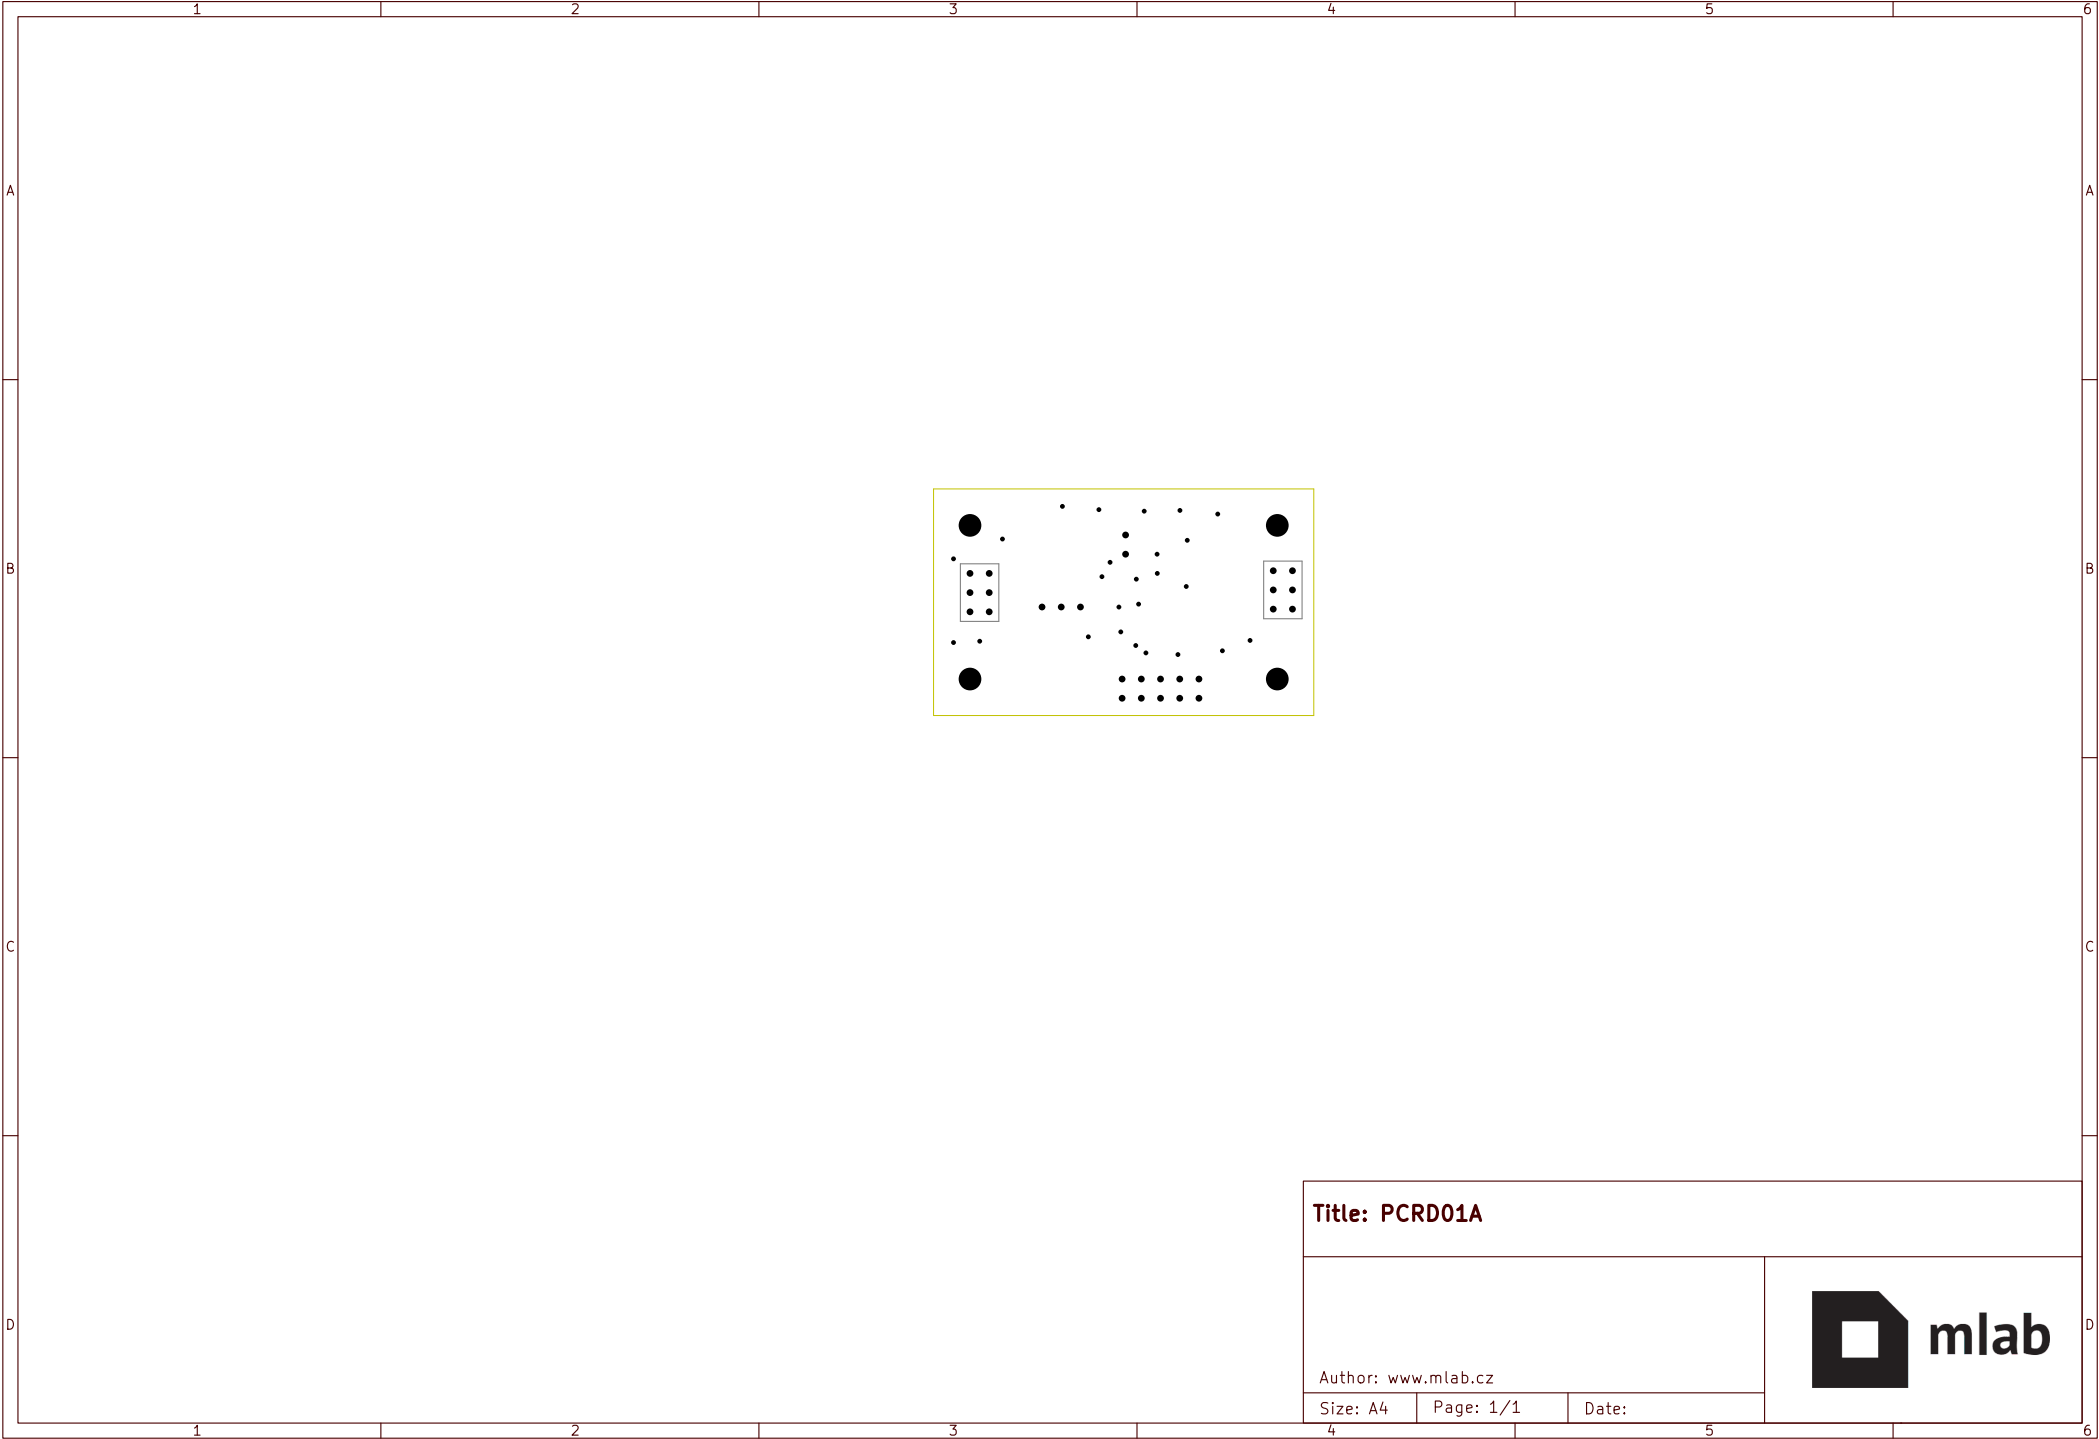 1 2 3 4 5 6
A A
B B
C C
D D
Title: PCRD01A
mlab
Author: www.mlab.cz
Size: A4 Page: 1/1 Date:
1 2 3 4 5 6